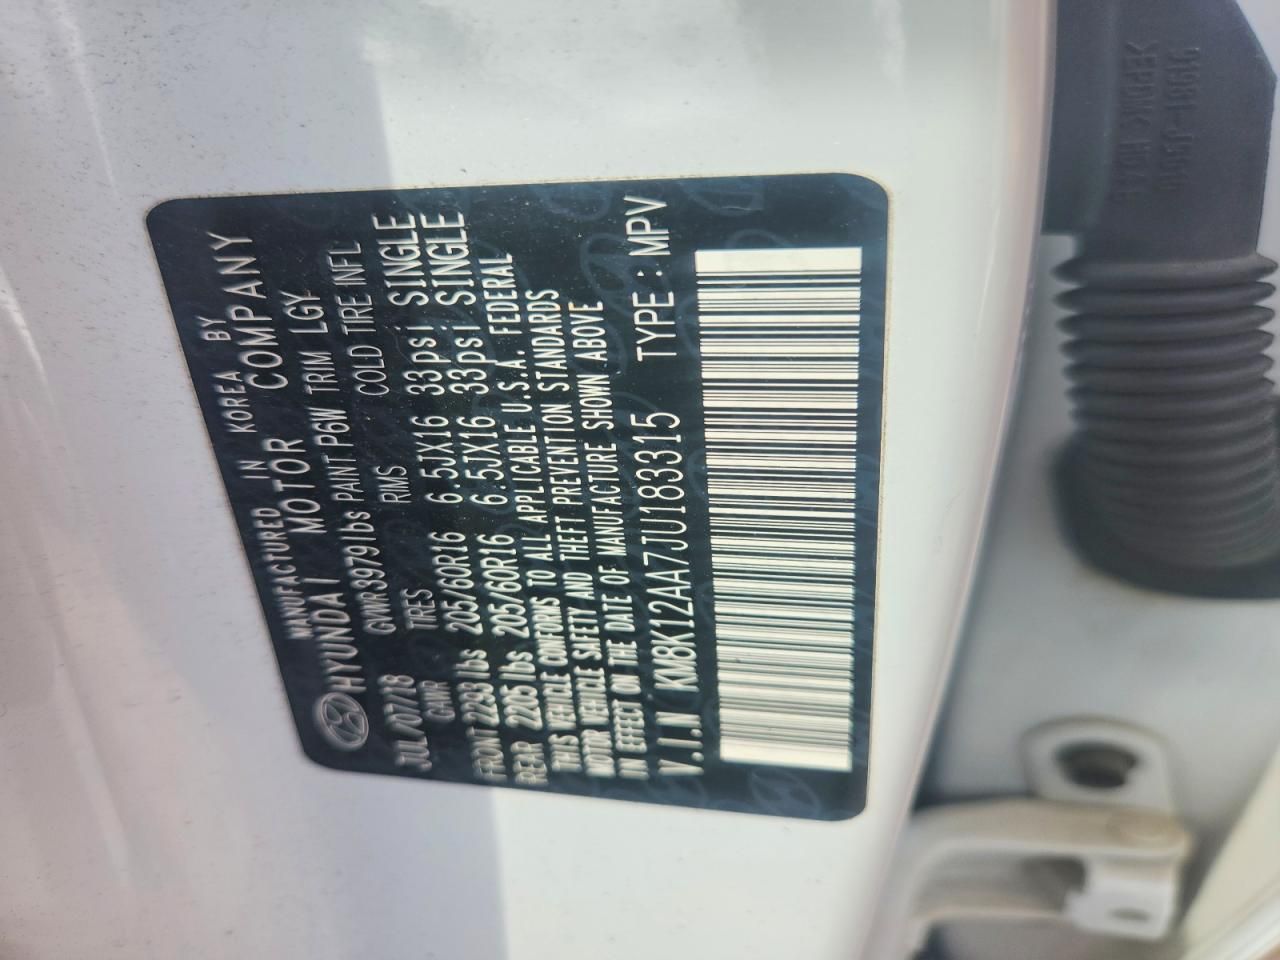 MANUFACTURED IN KOREA BY
HYUNDAI MOTOR COMPANY
JUL/07/18 GVWR 3979lbs PAINT P6W TRIM LGY
GAWR TIRES RIMS COLD TIRE INFL
FRONT 2293 lbs 205/60R16 6.5JX16 33psi SINGLE
REAR 2205 lbs 205/60R16 6.5JX16 33psi SINGLE
THIS VEHICLE CONFORMS TO ALL APPLICABLE U.S.A. FEDERAL
MOTOR VEHICLE SAFETY AND THEFT PREVENTION STANDARDS
IN EFFECT ON THE DATE OF MANUFACTURE SHOWN ABOVE
V.I.N KM8K12AA7JU183315 TYPE : MPV